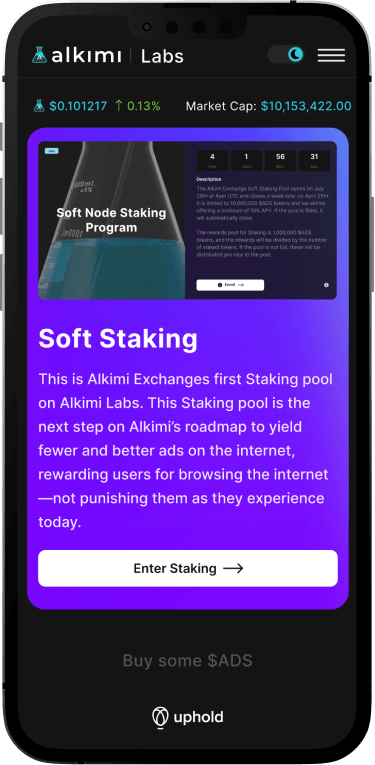 alkimi Labs
$0.101217 ↑ 0.13% Market Cap: $10,153,422.00
Soft Node Staking
Program
4 1 56 31
Description
The Alkimi Exchange Soft Staking Pool opens on July
25th at 4pm UTC and closes a week later on April 25th.
It is limited to 10,000,000 $ADS tokens and we will be
offering a minimum of 10% APY. If the pool is filled, it
will automatically close.
The rewards pool for Staking is 1,000,000 $ADS
tokens, and the rewards will be divided by the number
of staked tokens. If the pool is not full, these will be
distributed pro rata to the pool.
Enroll →
Soft Staking
This is Alkimi Exchanges first Staking pool
on Alkimi Labs. This Staking pool is the
next step on Alkimi’s roadmap to yield
fewer and better ads on the internet,
rewarding users for browsing the internet
—not punishing them as they experience
today.
Enter Staking →
Buy some $ADS
uphold